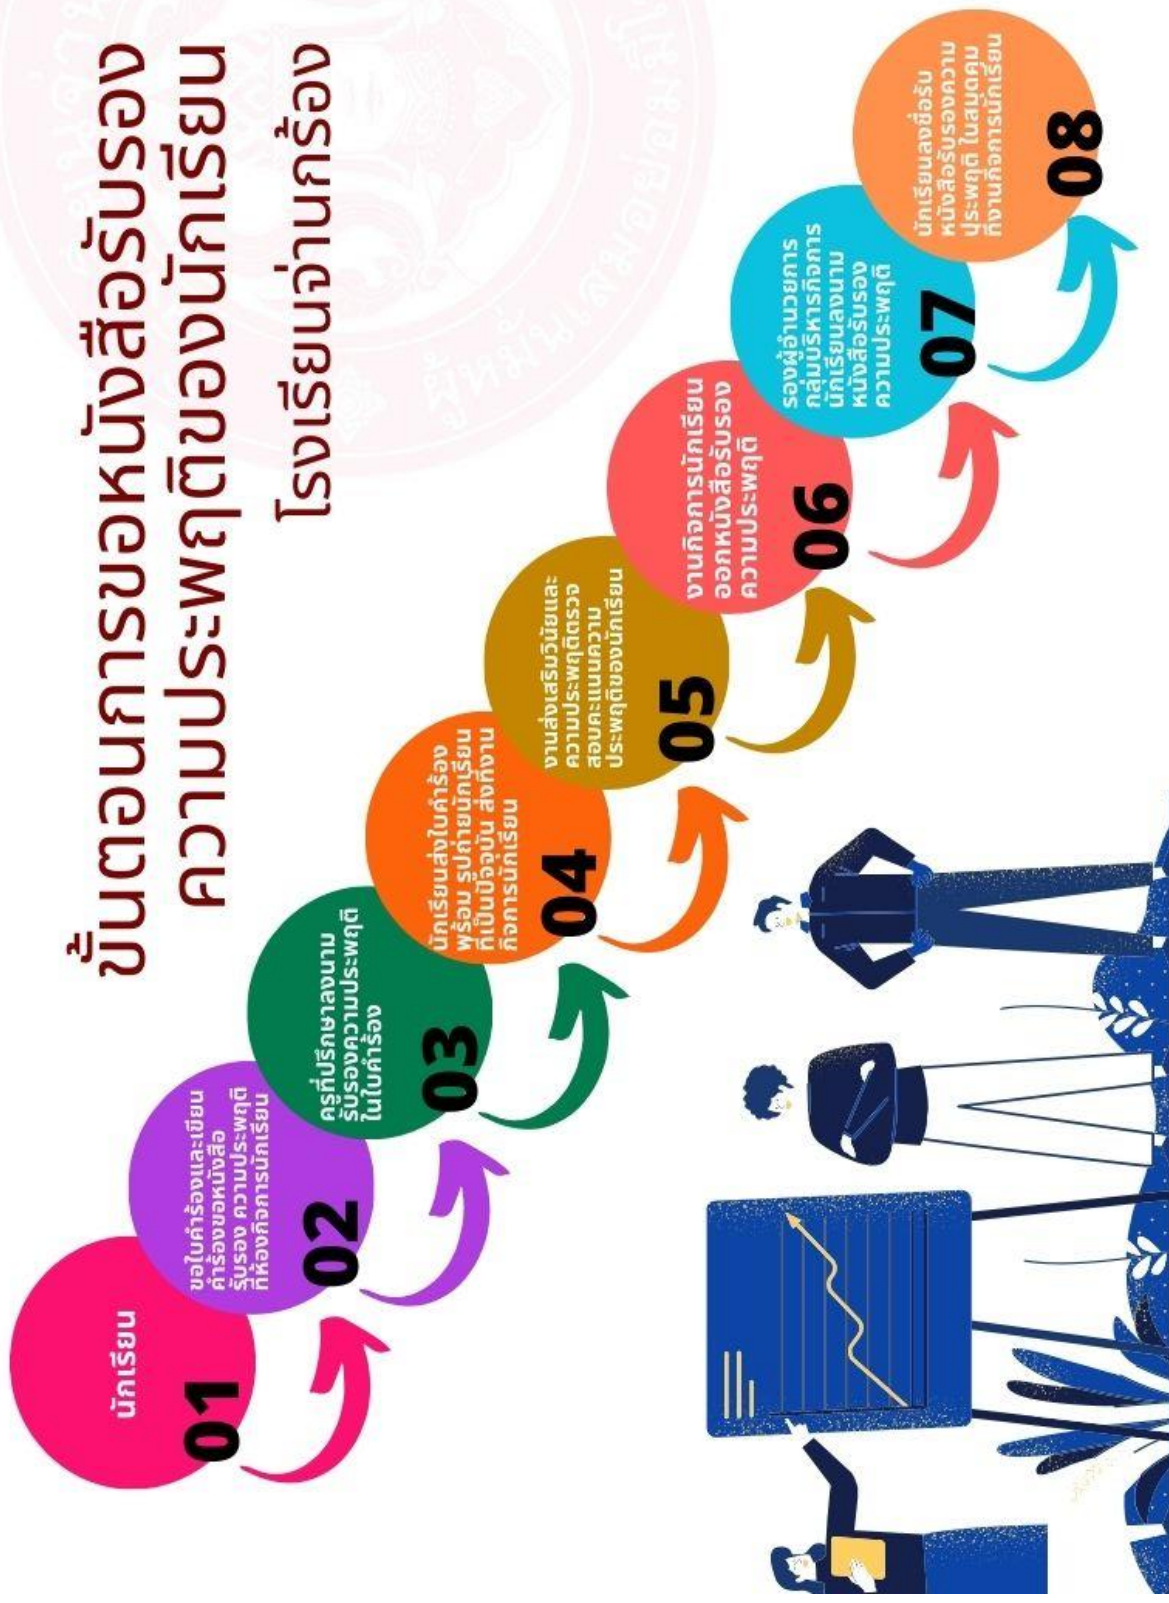 ขั้นตอนการขอหนังสือรับรอง
ความประพฤติของนักเรียน
โรงเรียนจ่านกร้อง
นักเรียน
01
ขอใบคำร้องและเขียน
คำร้องขอหนังสือ
รับรอง ความประพฤติ
ที่ห้องกิจการนักเรียน
02
ครูที่ปรึกษาลงนาม
รับรองความประพฤติ
ในใบคำร้อง
03
นักเรียนส่งใบคำร้อง
พร้อม รูปถ่ายนักเรียน
ที่เป็นปัจจุบัน ส่งที่งาน
กิจการนักเรียน
04
งานส่งเสริมวินัยและ
ความประพฤติตรวจ
สอบคะแนนความ
ประพฤติของนักเรียน
05
งานกิจการนักเรียน
ออกหนังสือรับรอง
ความประพฤติ
06
รองผู้อำนวยการ
กลุ่มบริหารกิจการ
นักเรียนลงนาม
หนังสือรับรอง
ความประพฤติ
07
นักเรียนลงชื่อรับ
หนังสือรับรองความ
ประพฤติ ในสมุดคุม
ที่งานกิจการนักเรียน
08